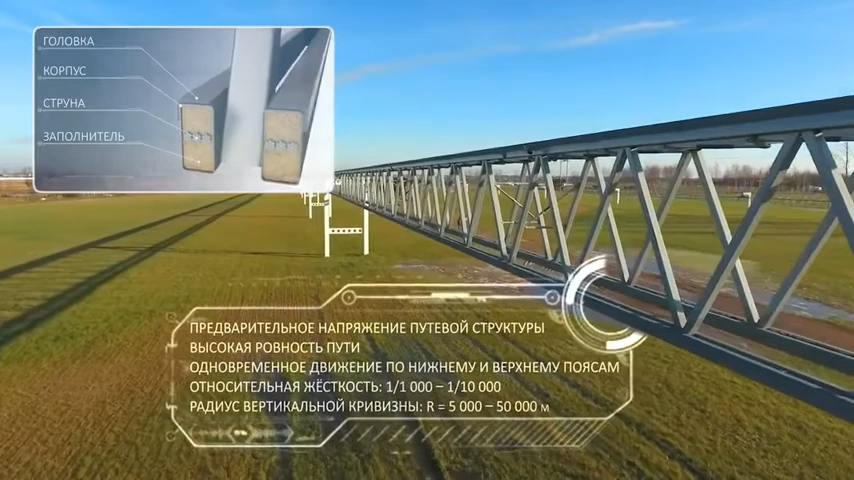 ГОЛОВКА
КОРПУС
СТРУНА
ЗАПОЛНИТЕЛЬ
ПРЕДВАРИТЕЛЬНОЕ НАПРЯЖЕНИЕ ПУТЕВОЙ СТРУКТУРЫ
ВЫСОКАЯ РОВНОСТЬ ПУТИ
ОДНОВРЕМЕННОЕ ДВИЖЕНИЕ ПО НИЖНЕМУ И ВЕРХНЕМУ ПОЯСАМ
ОТНОСИТЕЛЬНАЯ ЖЁСТКОСТЬ: 1/1 000 – 1/10 000
РАДИУС ВЕРТИКАЛЬНОЙ КРИВИЗНЫ: R = 5 000 – 50 000 м